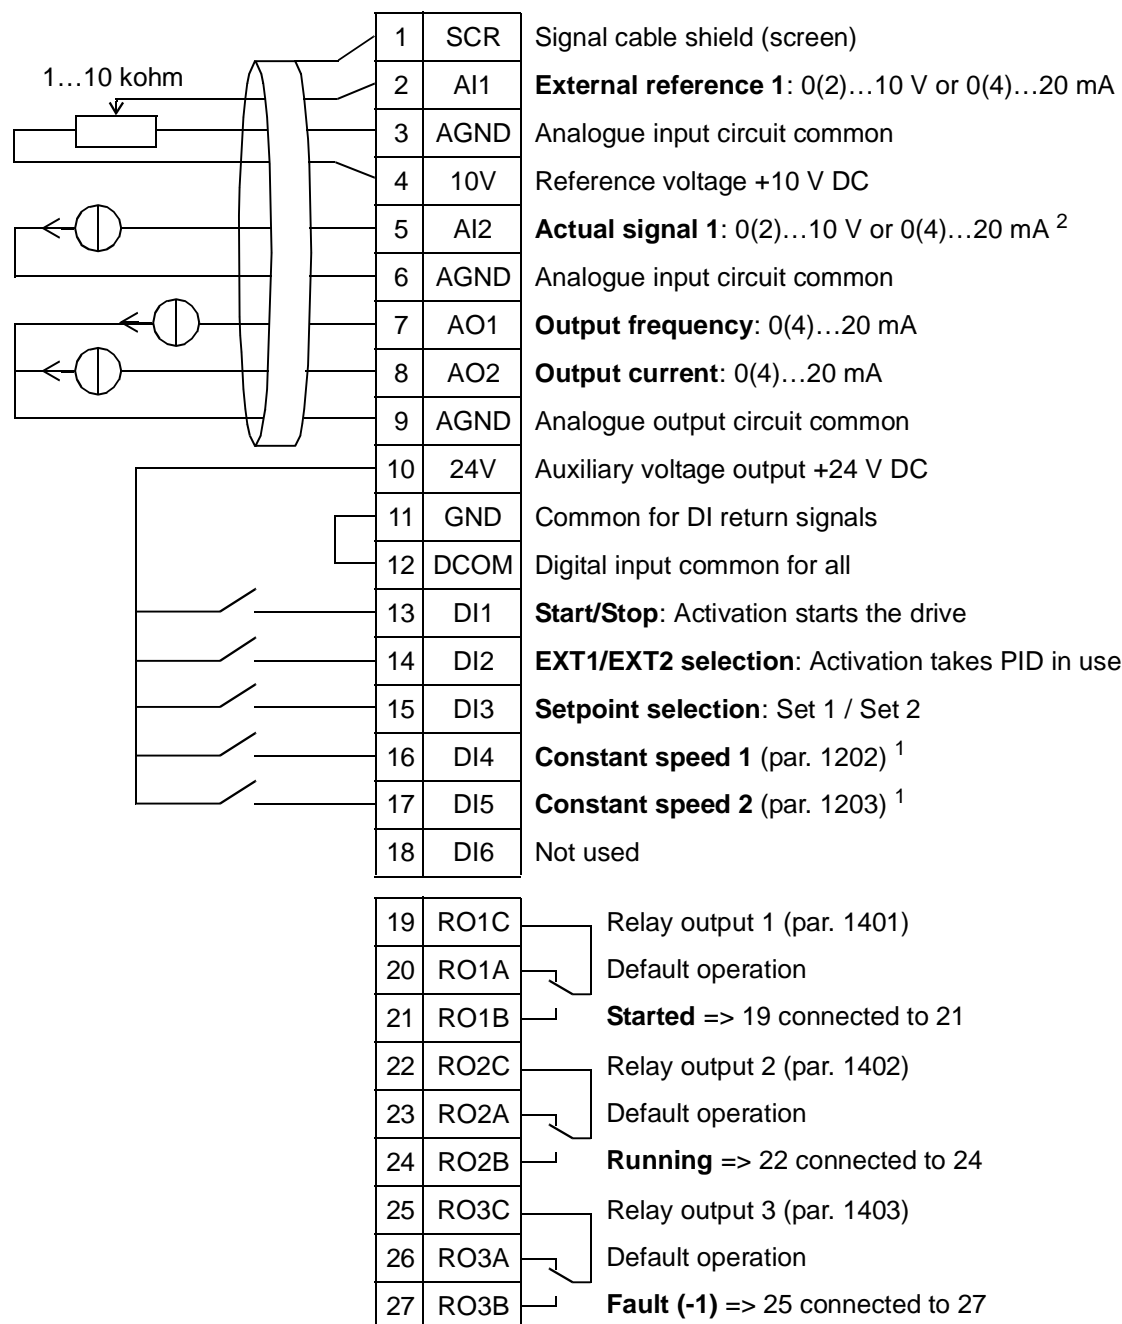 1 SCR Signal cable shield (screen)
1…10 kohm
2 AI1 External reference 1: 0(2)…10 V or 0(4)…20 mA
3 AGND Analogue input circuit common
4 10V Reference voltage +10 V DC
5 AI2 Actual signal 1: 0(2)…10 V or 0(4)…20 mA 2
6 AGND Analogue input circuit common
7 AO1 Output frequency: 0(4)…20 mA
8 AO2 Output current: 0(4)…20 mA
9 AGND Analogue output circuit common
10 24V Auxiliary voltage output +24 V DC
11 GND Common for DI return signals
12 DCOM Digital input common for all
13 DI1 Start/Stop: Activation starts the drive
14 DI2 EXT1/EXT2 selection: Activation takes PID in use
15 DI3 Setpoint selection: Set 1 / Set 2
16 DI4 Constant speed 1 (par. 1202) 1
17 DI5 Constant speed 2 (par. 1203) 1
18 DI6 Not used
19 RO1C Relay output 1 (par. 1401)
20 RO1A Default operation
21 RO1B Started => 19 connected to 21
22 RO2C Relay output 2 (par. 1402)
23 RO2A Default operation
24 RO2B Running => 22 connected to 24
25 RO3C Relay output 3 (par. 1403)
26 RO3A Default operation
27 RO3B Fault (-1) => 25 connected to 27